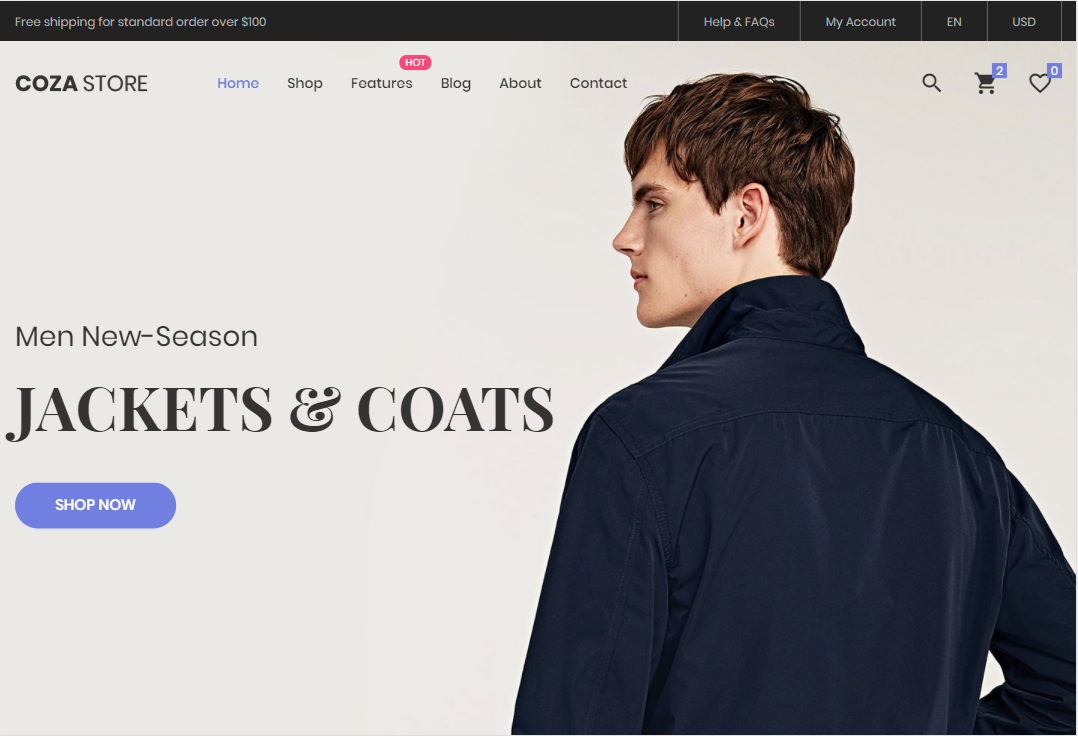 Free shipping for standard order over $100
Help & FAQs
My Account
EN
USD
COZA STORE
Home
Shop
Features
HOT
Blog
About
Contact
2
0
Men New-Season
JACKETS & COATS
SHOP NOW